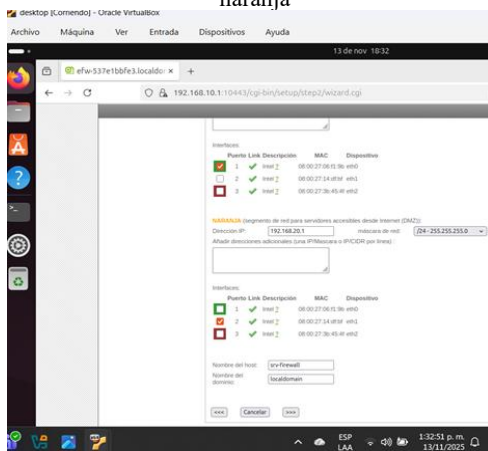 naranja
desktop [Corriendo] - Oracle VirtualBox
Archivo Máquina Ver Entrada Dispositivos Ayuda
13 de nov 18:32
efw-537e1bbfe3.localdo × +
192.168.10.1:10443/cgi-bin/setup/step2/wizard.cgi
Interfaces:
Puerto Link Descripción MAC Dispositivo
1 Intel ? 08:00:27:06:f1:9b eth0
2 Intel ? 08:00:27:14:df:bf eth1
3 Intel ? 08:00:27:3b:45:4f eth2
NARANJA (segmento de red para servidores accesibles desde Internet (DMZ)):
Dirección IP: 192.168.20.1 máscara de red: /24 - 255.255.255.0
Añadir direcciones adicionales (una IP/Máscara o IP/CIDR por línea) :
Interfaces:
Puerto Link Descripción MAC Dispositivo
1 Intel ? 08:00:27:06:f1:9b eth0
2 Intel ? 08:00:27:14:df:bf eth1
3 Intel ? 08:00:27:3b:45:4f eth2
Nombre del host: srv-firewall
Nombre del
dominio: localdomain
<<< Cancelar >>>
ESP
LAA
1:32:51 p. m.
13/11/2025